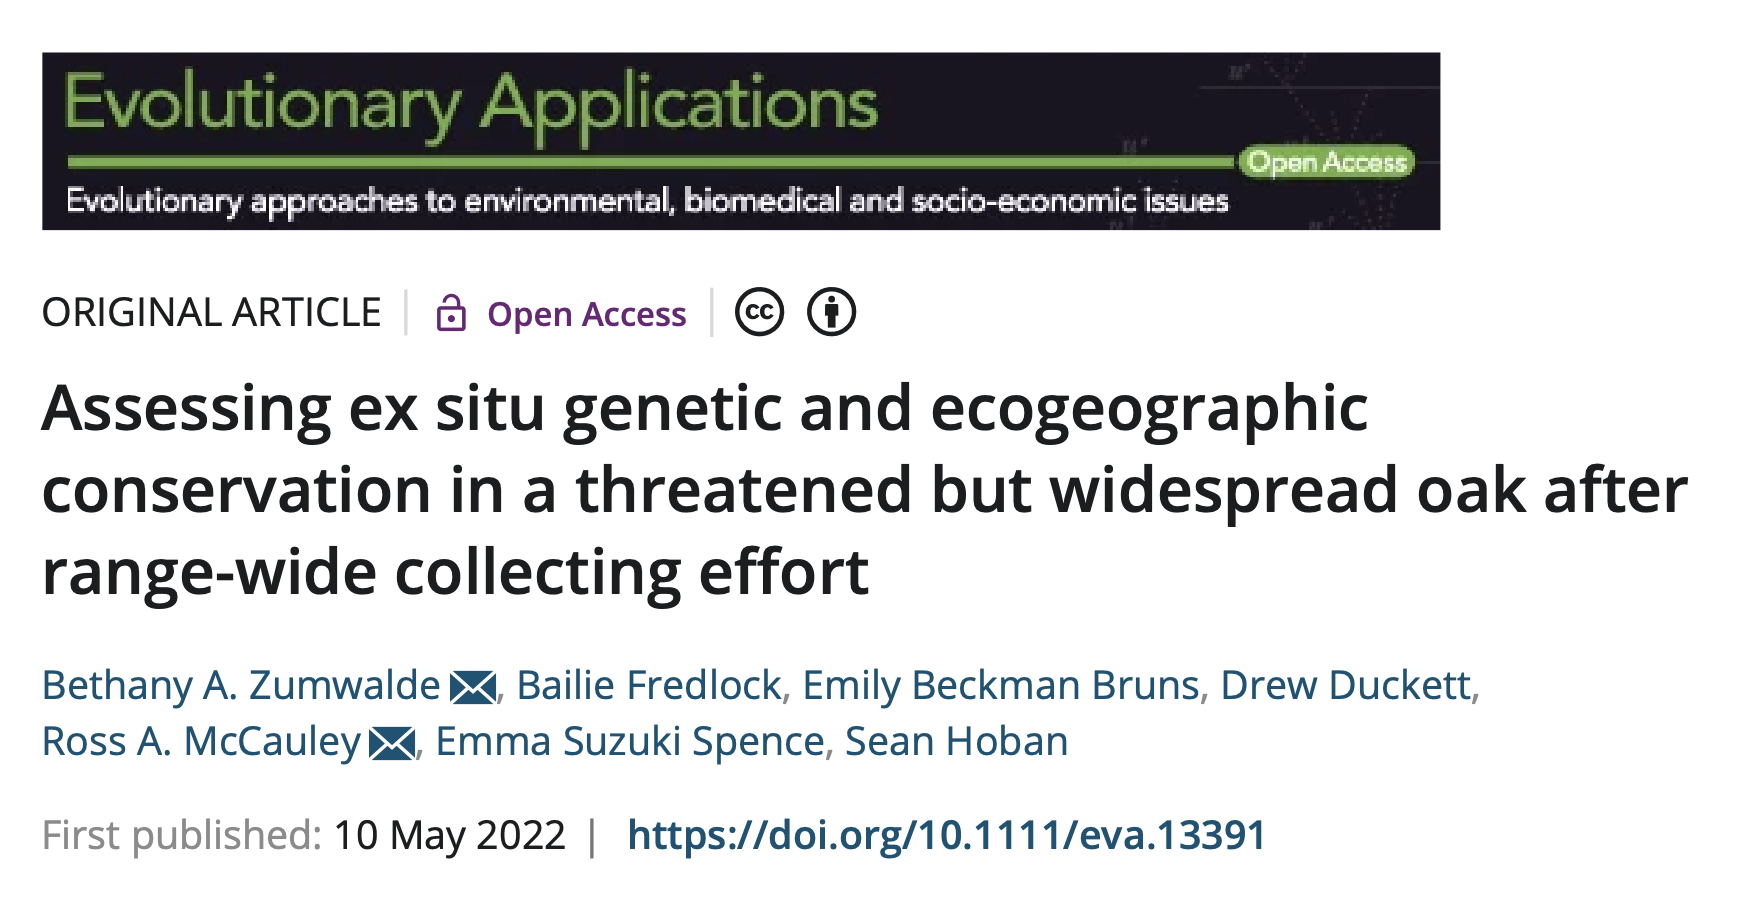 Evolutionary Applications
Open Access
Evolutionary approaches to environmental, biomedical and socio-economic issues
ORIGINAL ARTICLE | Open Access | cc
Assessing ex situ genetic and ecogeographic
conservation in a threatened but widespread oak after
range-wide collecting effort
Bethany A. Zumwalde, Bailie Fredlock, Emily Beckman Bruns, Drew Duckett,
Ross A. McCauley, Emma Suzuki Spence, Sean Hoban
First published: 10 May 2022 | https://doi.org/10.1111/eva.13391